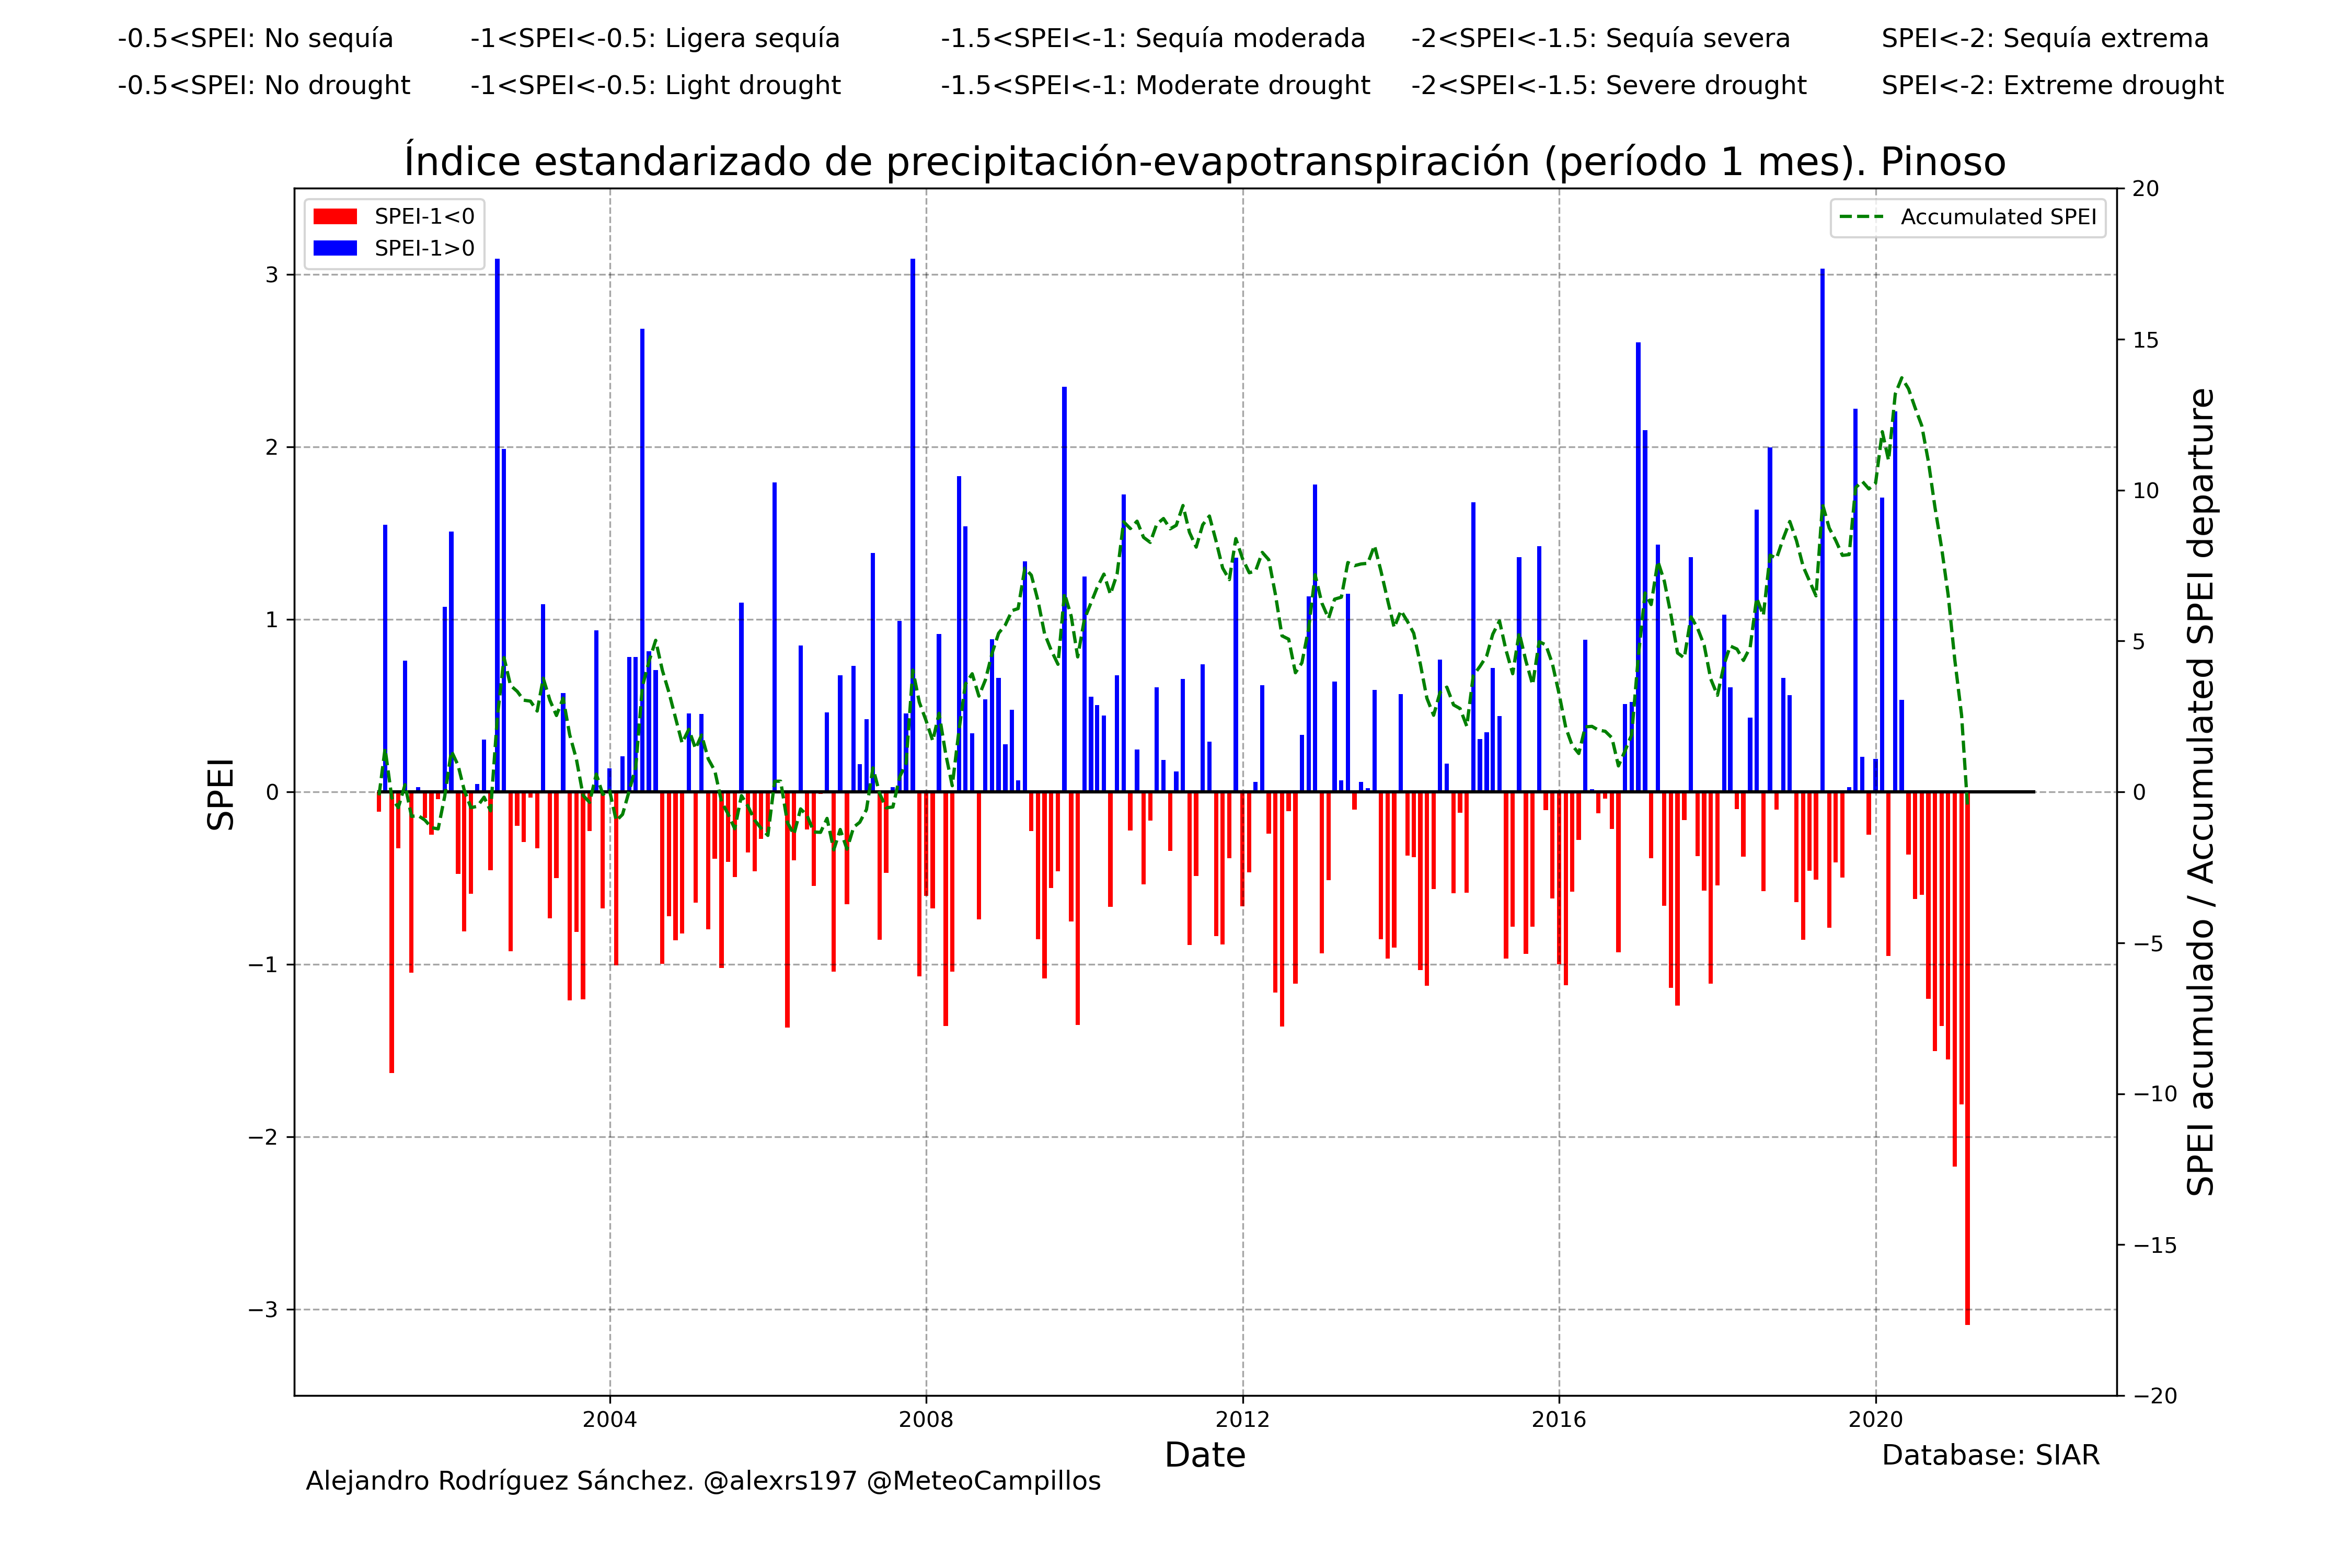 -0.5<SPEI: No sequía -1<SPEI<-0.5: Ligera sequía -1.5<SPEI<-1: Sequía moderada -2<SPEI<-1.5: Sequía severa SPEI<-2: Sequía extrema
-0.5<SPEI: No drought -1<SPEI<-0.5: Light drought -1.5<SPEI<-1: Moderate drought -2<SPEI<-1.5: Severe drought SPEI<-2: Extreme drought
Índice estandarizado de precipitación-evapotranspiración (período 1 mes). Pinoso
SPEI-1<0
SPEI-1>0
Accumulated SPEI
SPEI
3
2
1
0
−1
−2
−3
20
15
10
5
0
−5
−10
−15
−20
SPEI acumulado / Accumulated SPEI departure
2004 2008 2012 2016 2020
Date
Database: SIAR
Alejandro Rodríguez Sánchez. @alexrs197 @MeteoCampillos